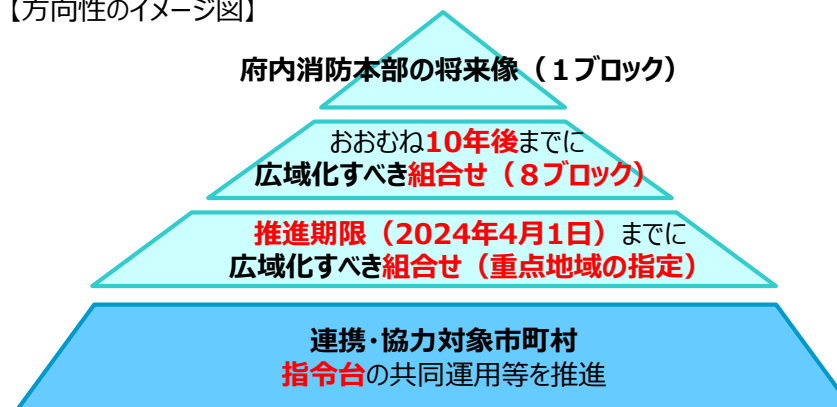 【方向性のイメージ図】
府内消防本部の将来像（１ブロック）
おおむね10年後までに
広域化すべき組合せ（８ブロック）
推進期限（2024年4月1日）までに
広域化すべき組合せ（重点地域の指定）
連携・協力対象市町村
指令台の共同運用等を推進